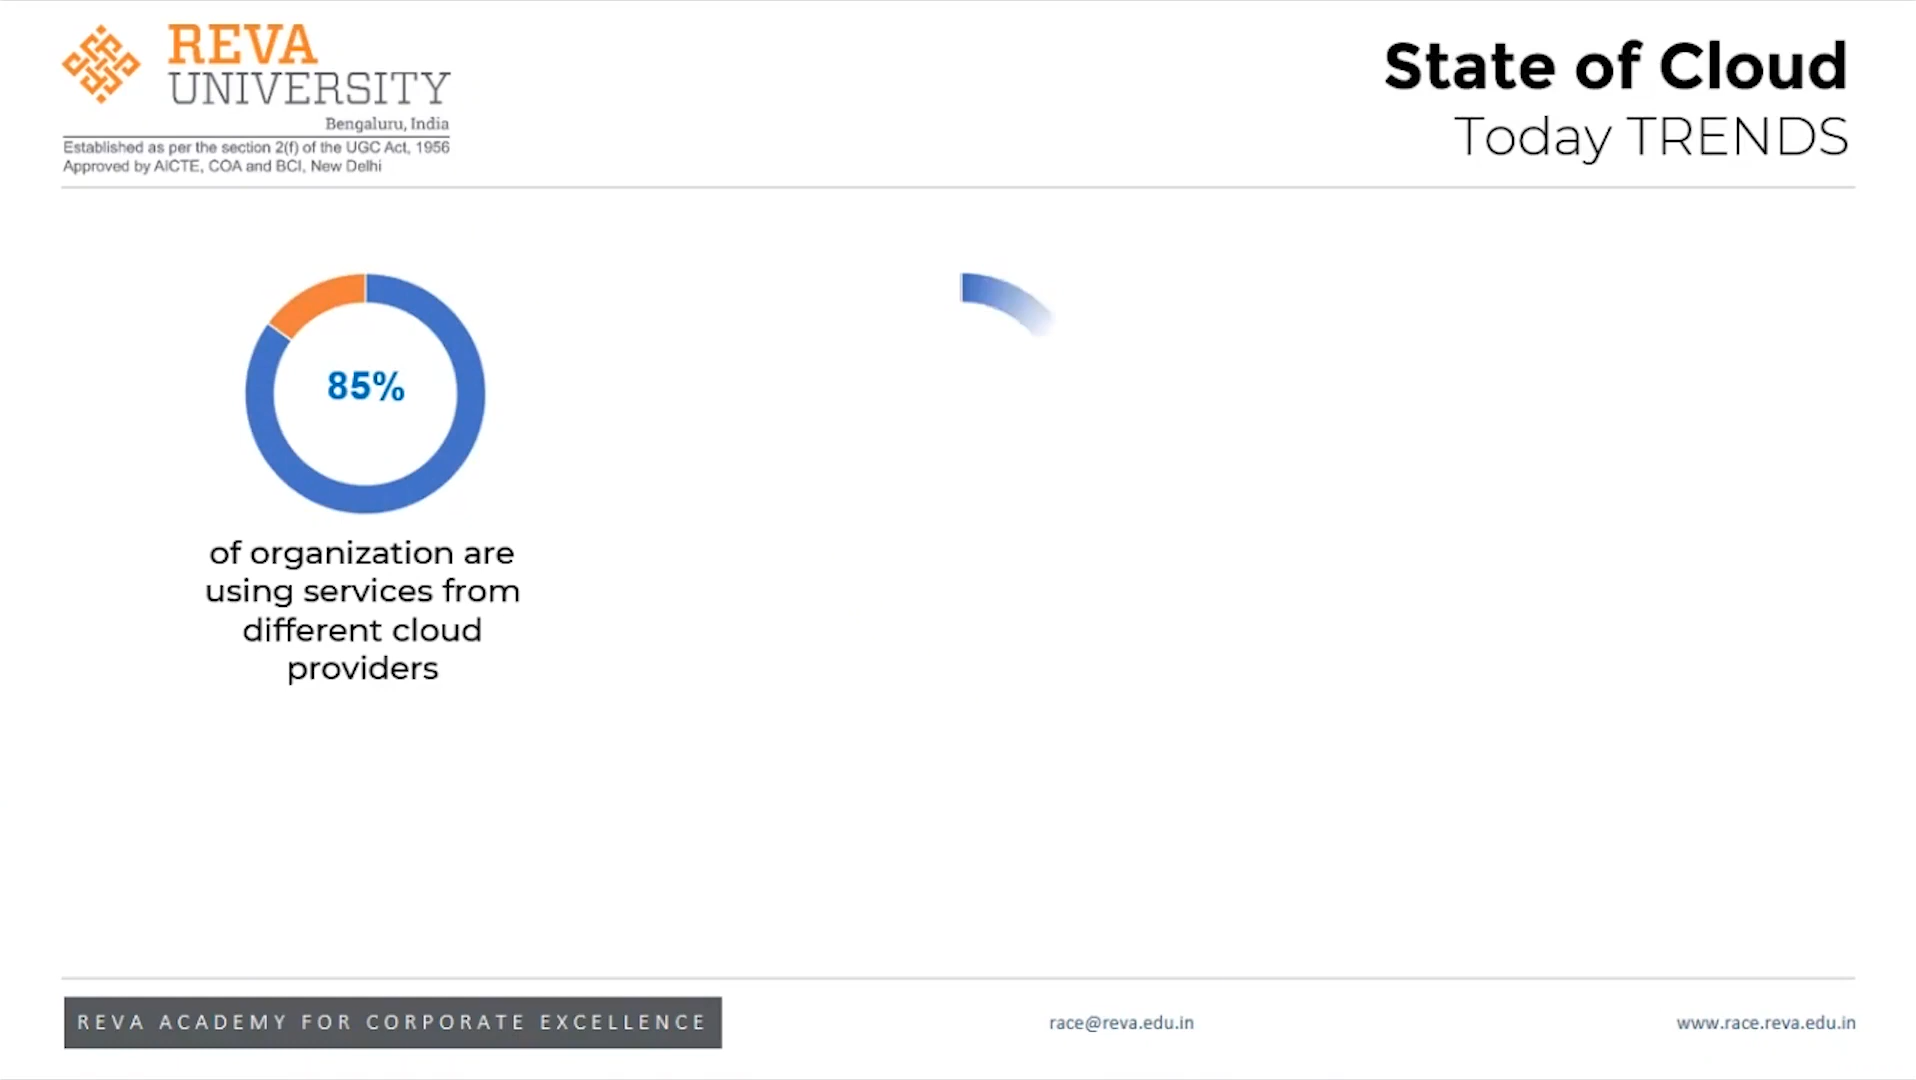 REVA
UNIVERSITY
Bengaluru, India
Established as per the section 2(f) of the UGC Act, 1956
Approved by AICTE, COA and BCI, New Delhi
State of Cloud
Today TRENDS
85%
of organization are
using services from
different cloud
providers
REVA ACADEMY FOR CORPORATE EXCELLENCE
race@reva.edu.in
www.race.reva.edu.in